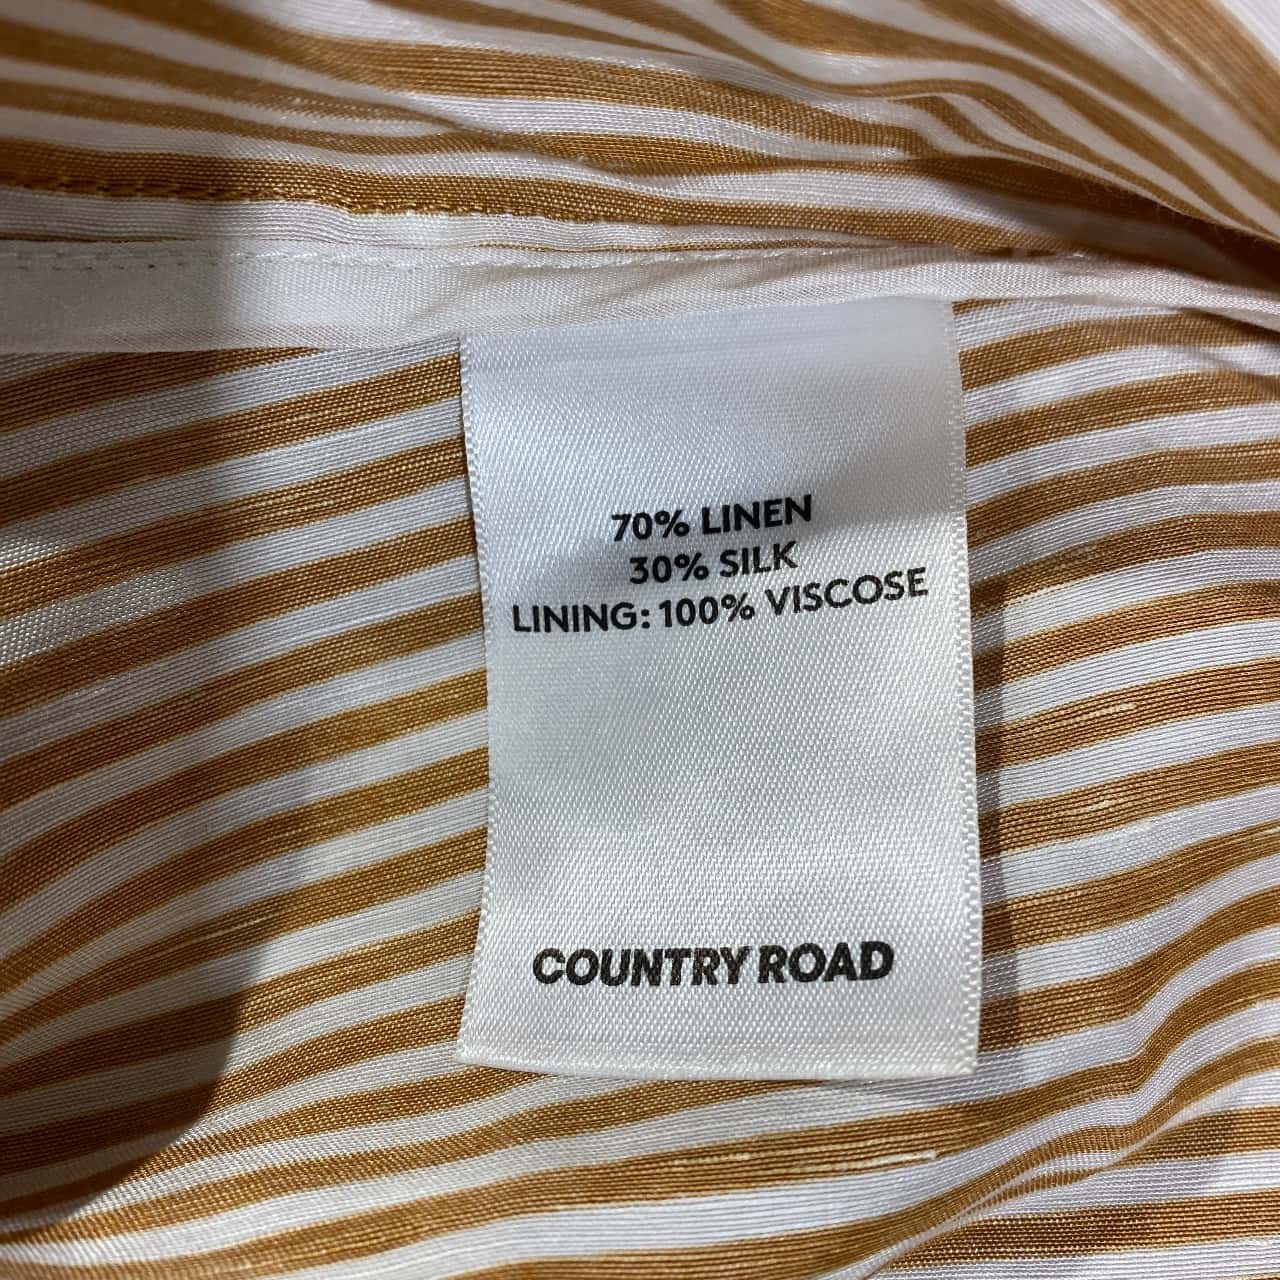 70% LINEN
30% SILK
LINING: 100% VISCOSE
COUNTRY ROAD